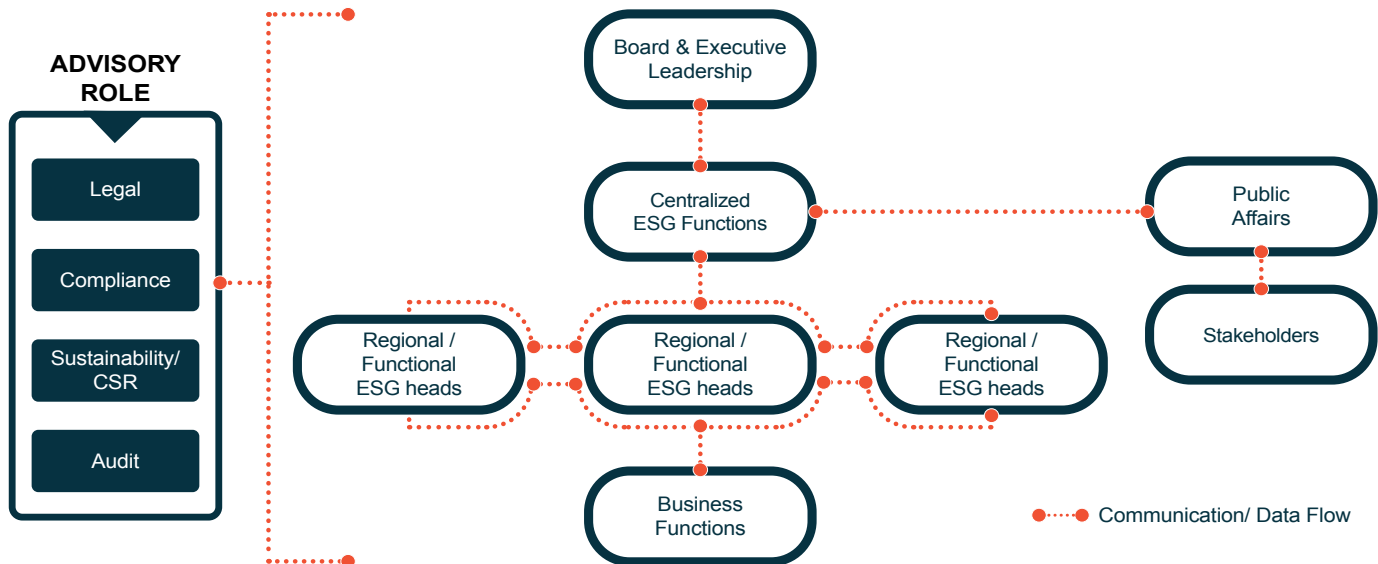 ADVISORY
ROLE
Legal
Compliance
Sustainability/
CSR
Audit
Board & Executive
Leadership
Centralized
ESG Functions
Public
Affairs
Stakeholders
Regional /
Functional
ESG heads
Regional /
Functional
ESG heads
Regional /
Functional
ESG heads
Business
Functions
Communication/ Data Flow